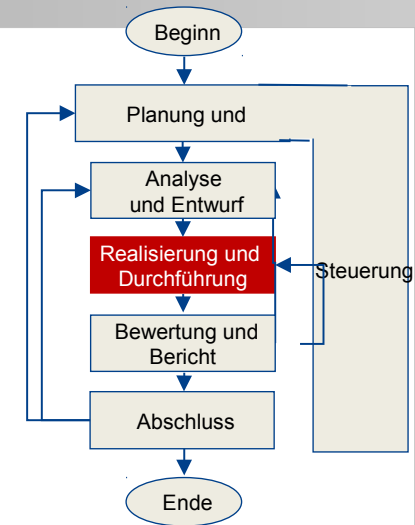 Beginn
Planung und
Analyse
und Entwurf
Realisierung und
Durchführung
Steuerung
Bewertung und
Bericht
Abschluss
Ende